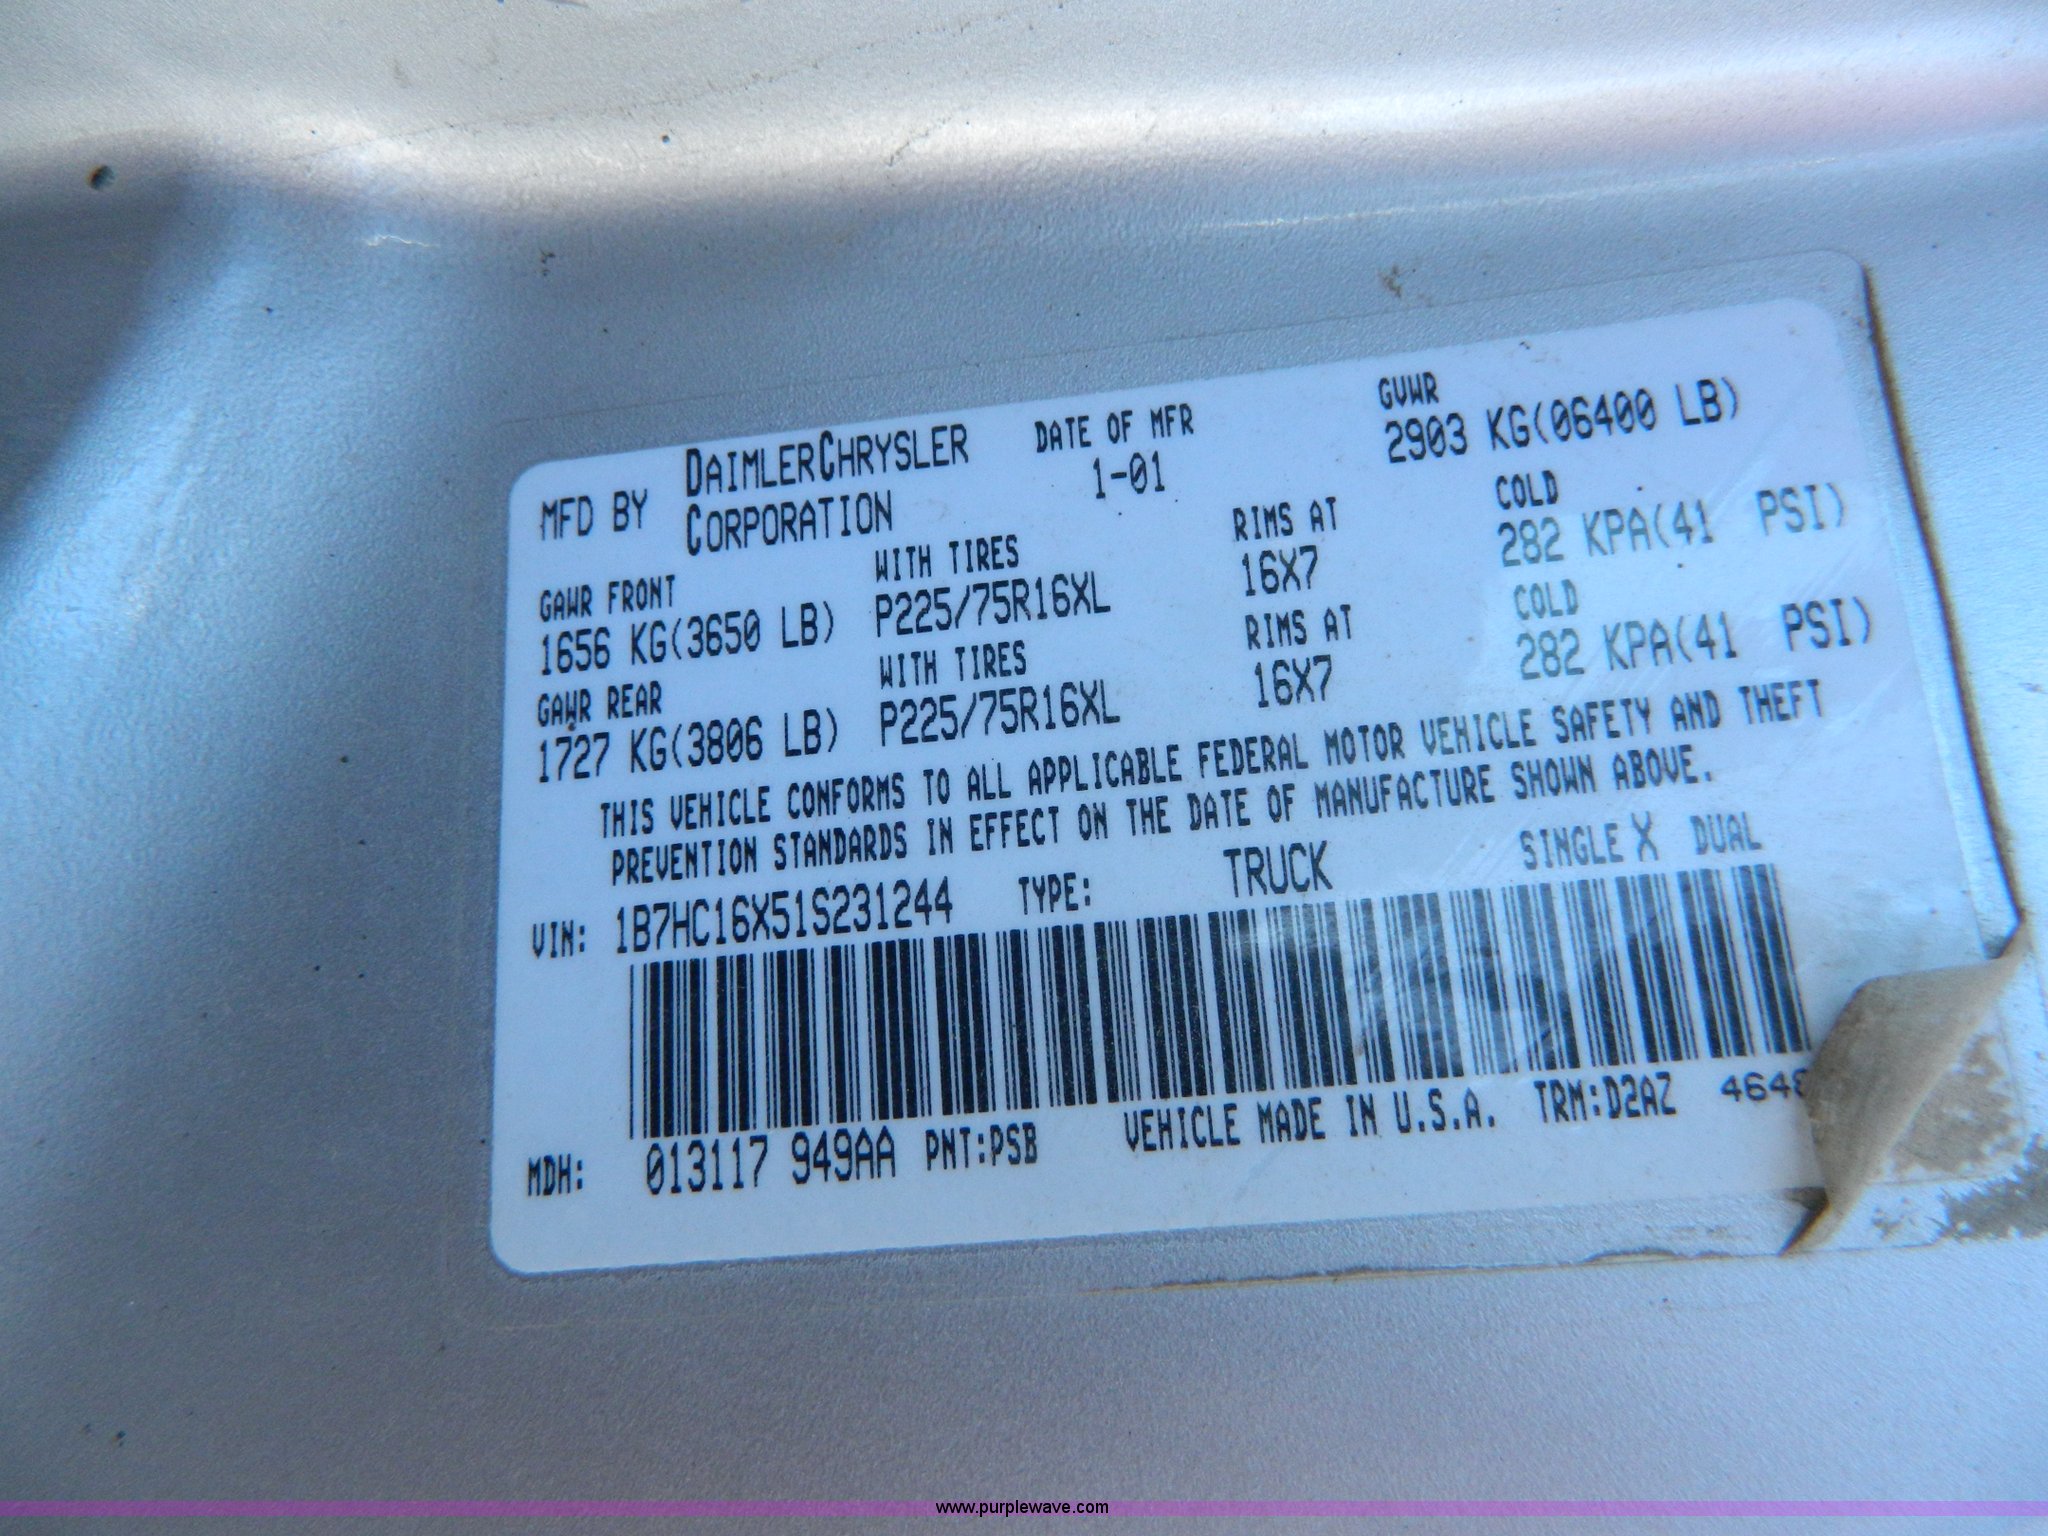 MFD BY DAIMLERCHRYSLER CORPORATION DATE OF MFR 1-01 GVWR 2903 KG(06400 LB)
GAWR FRONT WITH TIRES RIMS AT COLD
1656 KG(3650 LB) P225/75R16XL 16X7 282 KPA(41 PSI)
GAWR REAR WITH TIRES RIMS AT COLD
1727 KG(3806 LB) P225/75R16XL 16X7 282 KPA(41 PSI)
THIS VEHICLE CONFORMS TO ALL APPLICABLE FEDERAL MOTOR VEHICLE SAFETY AND THEFT
PREVENTION STANDARDS IN EFFECT ON THE DATE OF MANUFACTURE SHOWN ABOVE.
VIN: 1B7HC16X51S231244 TYPE: TRUCK SINGLE X DUAL
MDH: 013117 949AA PNT:PSB VEHICLE MADE IN U.S.A. TRM:D2AZ
www.purplewave.com